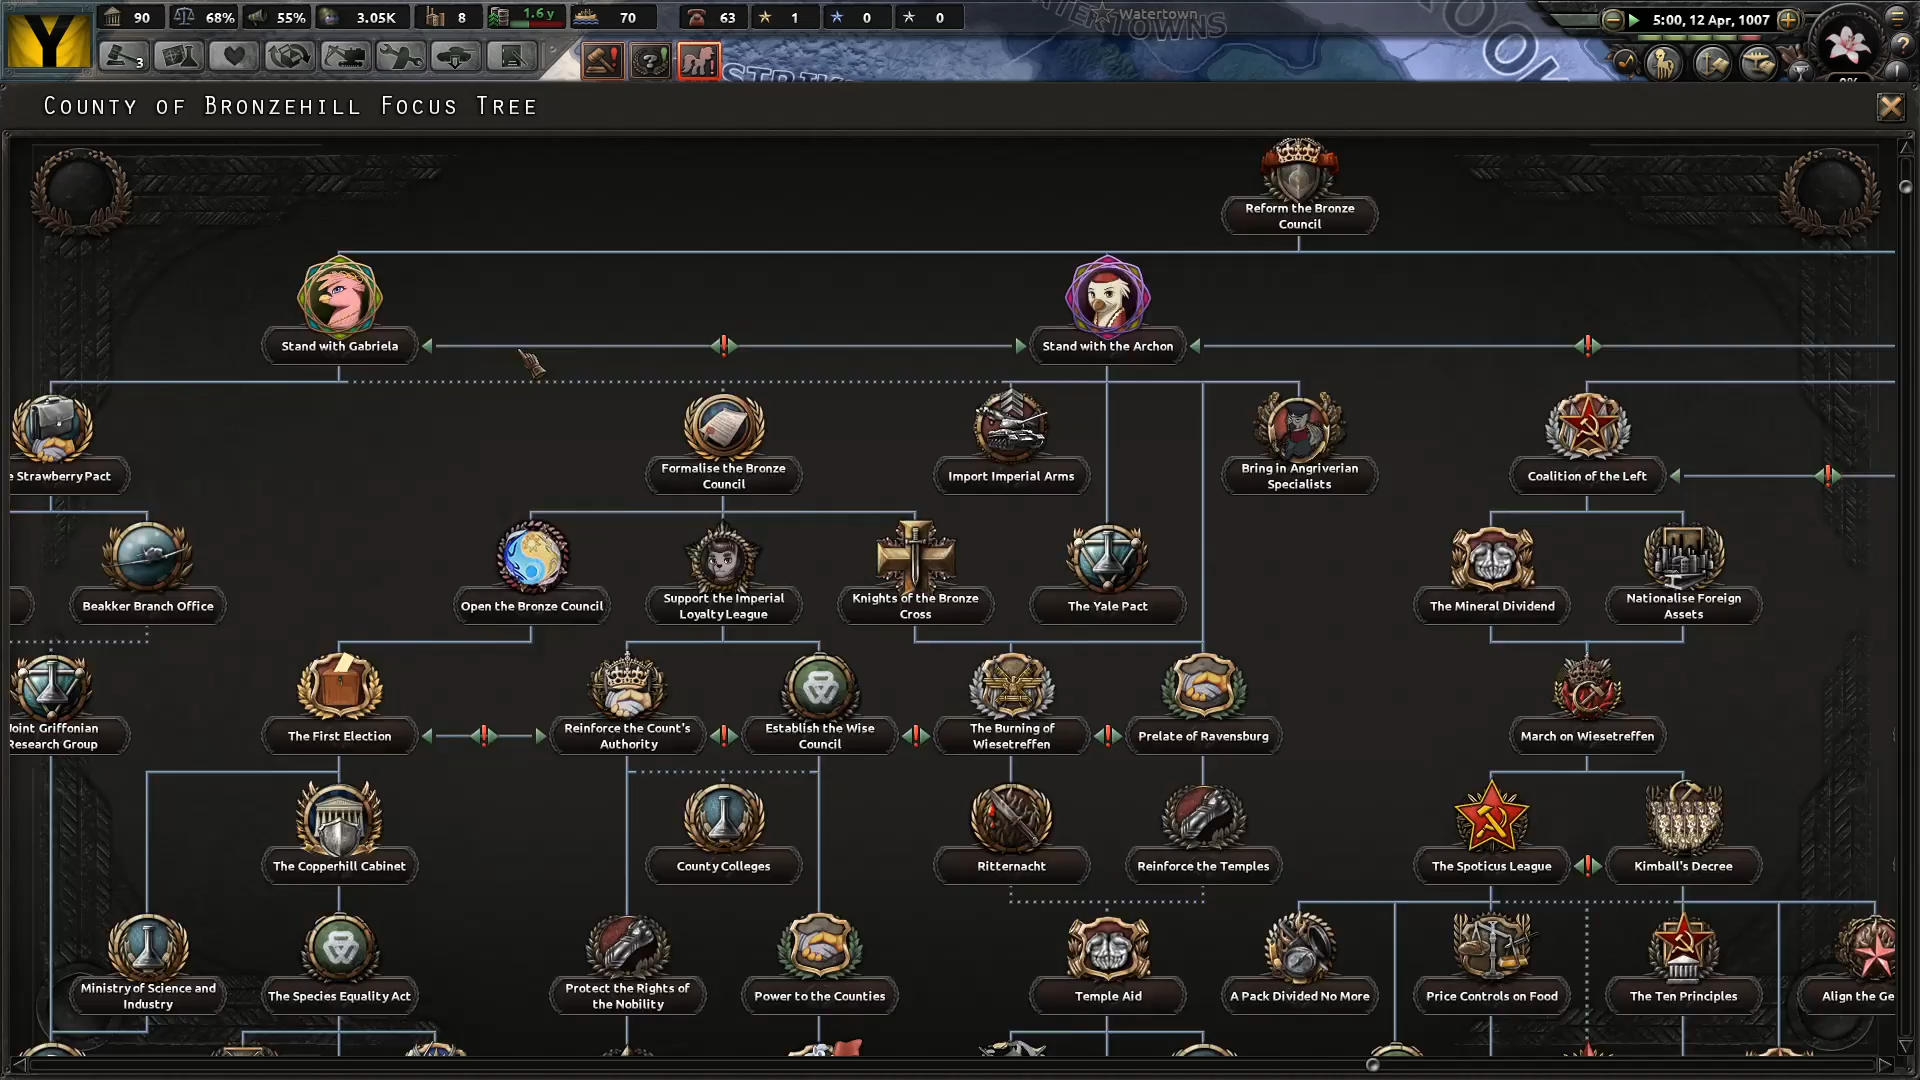 90
68%
55%
3.05K
8
1.6 y
70
63
1
0
0
Watertown
5:00, 12 Apr, 1007
3
0%
County of Bronzehill Focus Tree
Reform the Bronze
Council
Stand with Gabriela
Stand with the Archon
e Strawberry Pact
Formalise the Bronze
Council
Import Imperial Arms
Bring in Angriverian
Specialists
Coalition of the Left
Beakker Branch Office
Open the Bronze Council
Support the Imperial
Loyalty League
Knights of the Bronze
Cross
The Yale Pact
The Mineral Dividend
Nationalise Foreign
Assets
Joint Griffonian
Research Group
The First Election
Reinforce the Count's
Authority
Establish the Wise
Council
The Burning of
Wiesetreffen
Prelate of Ravensburg
March on Wiesetreffen
The Copperhill Cabinet
County Colleges
Ritternacht
Reinforce the Temples
The Spoticus League
Kimball's Decree
Ministry of Science and
Industry
The Species Equality Act
Protect the Rights of
the Nobility
Power to the Counties
Temple Aid
A Pack Divided No More
Price Controls on Food
The Ten Principles
Align the Ge